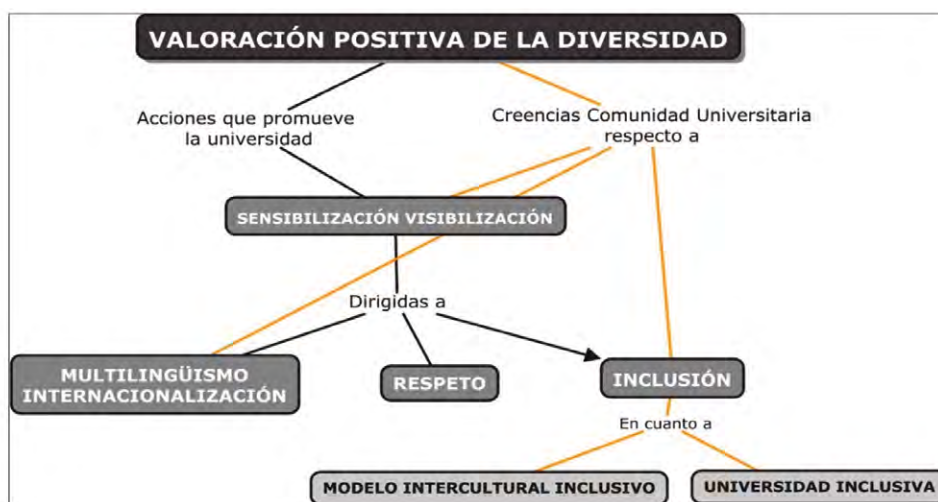 VALORACIÓN POSITIVA DE LA DIVERSIDAD
Acciones que promueve
la universidad
Creencias Comunidad Universitaria
respecto a
SENSIBILIZACIÓN VISIBILIZACIÓN
Dirigidas a
MULTILINGÜISMO
INTERNACIONALIZACIÓN
RESPETO
INCLUSIÓN
En cuanto a
MODELO INTERCULTURAL INCLUSIVO
UNIVERSIDAD INCLUSIVA